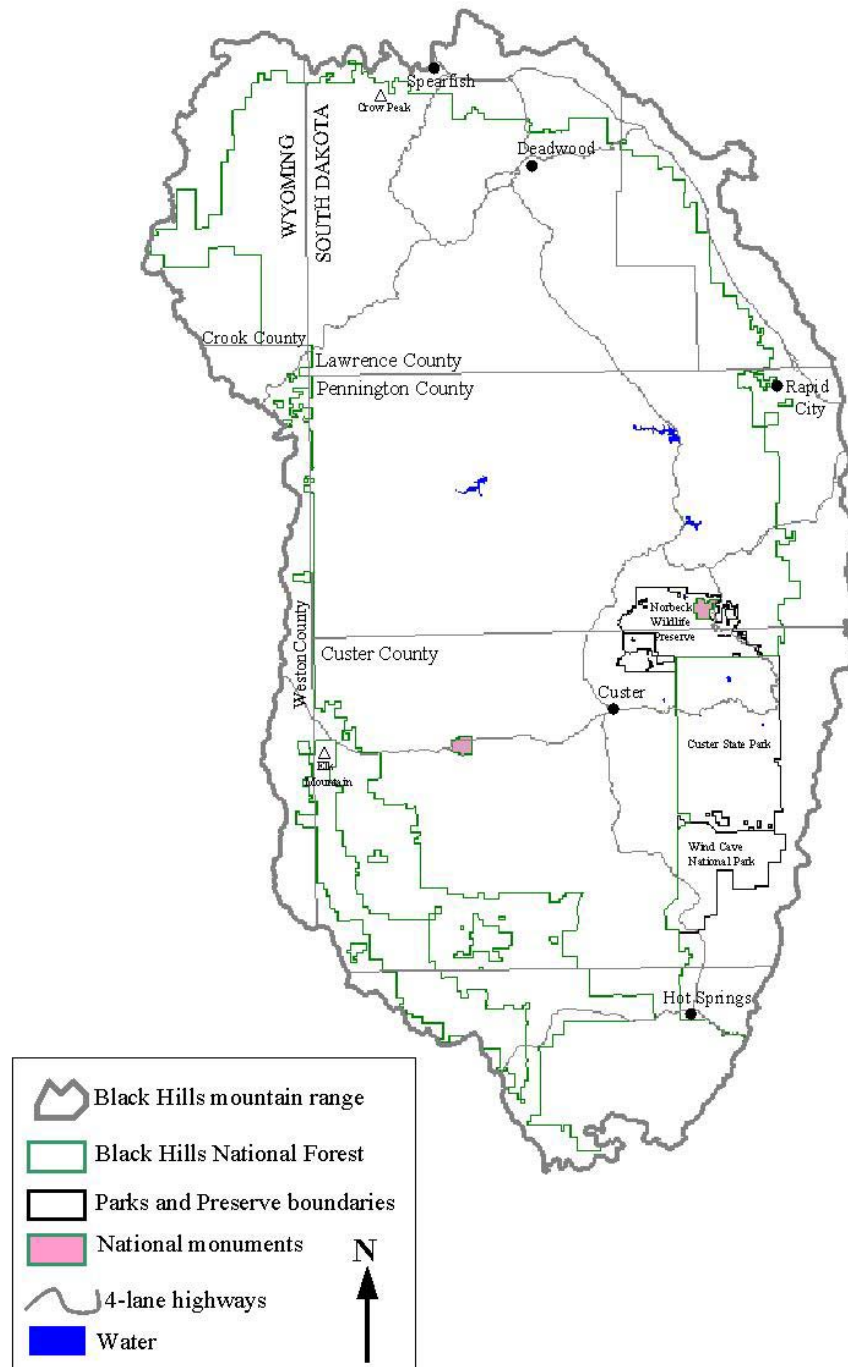 Spearfish
Crow Peak
WYOMING
SOUTH DAKOTA
Deadwood
Crook County
Lawrence County
Pennington County
Rapid
City
Norbeck
Wildlife
Preserve
Weston County
Custer County
Custer
Custer State Park
Elk
Mountain
Wind Cave
National Park
Hot Springs
Black Hills mountain range
Black Hills National Forest
Parks and Preserve boundaries
National monuments
N
4-lane highways
Water